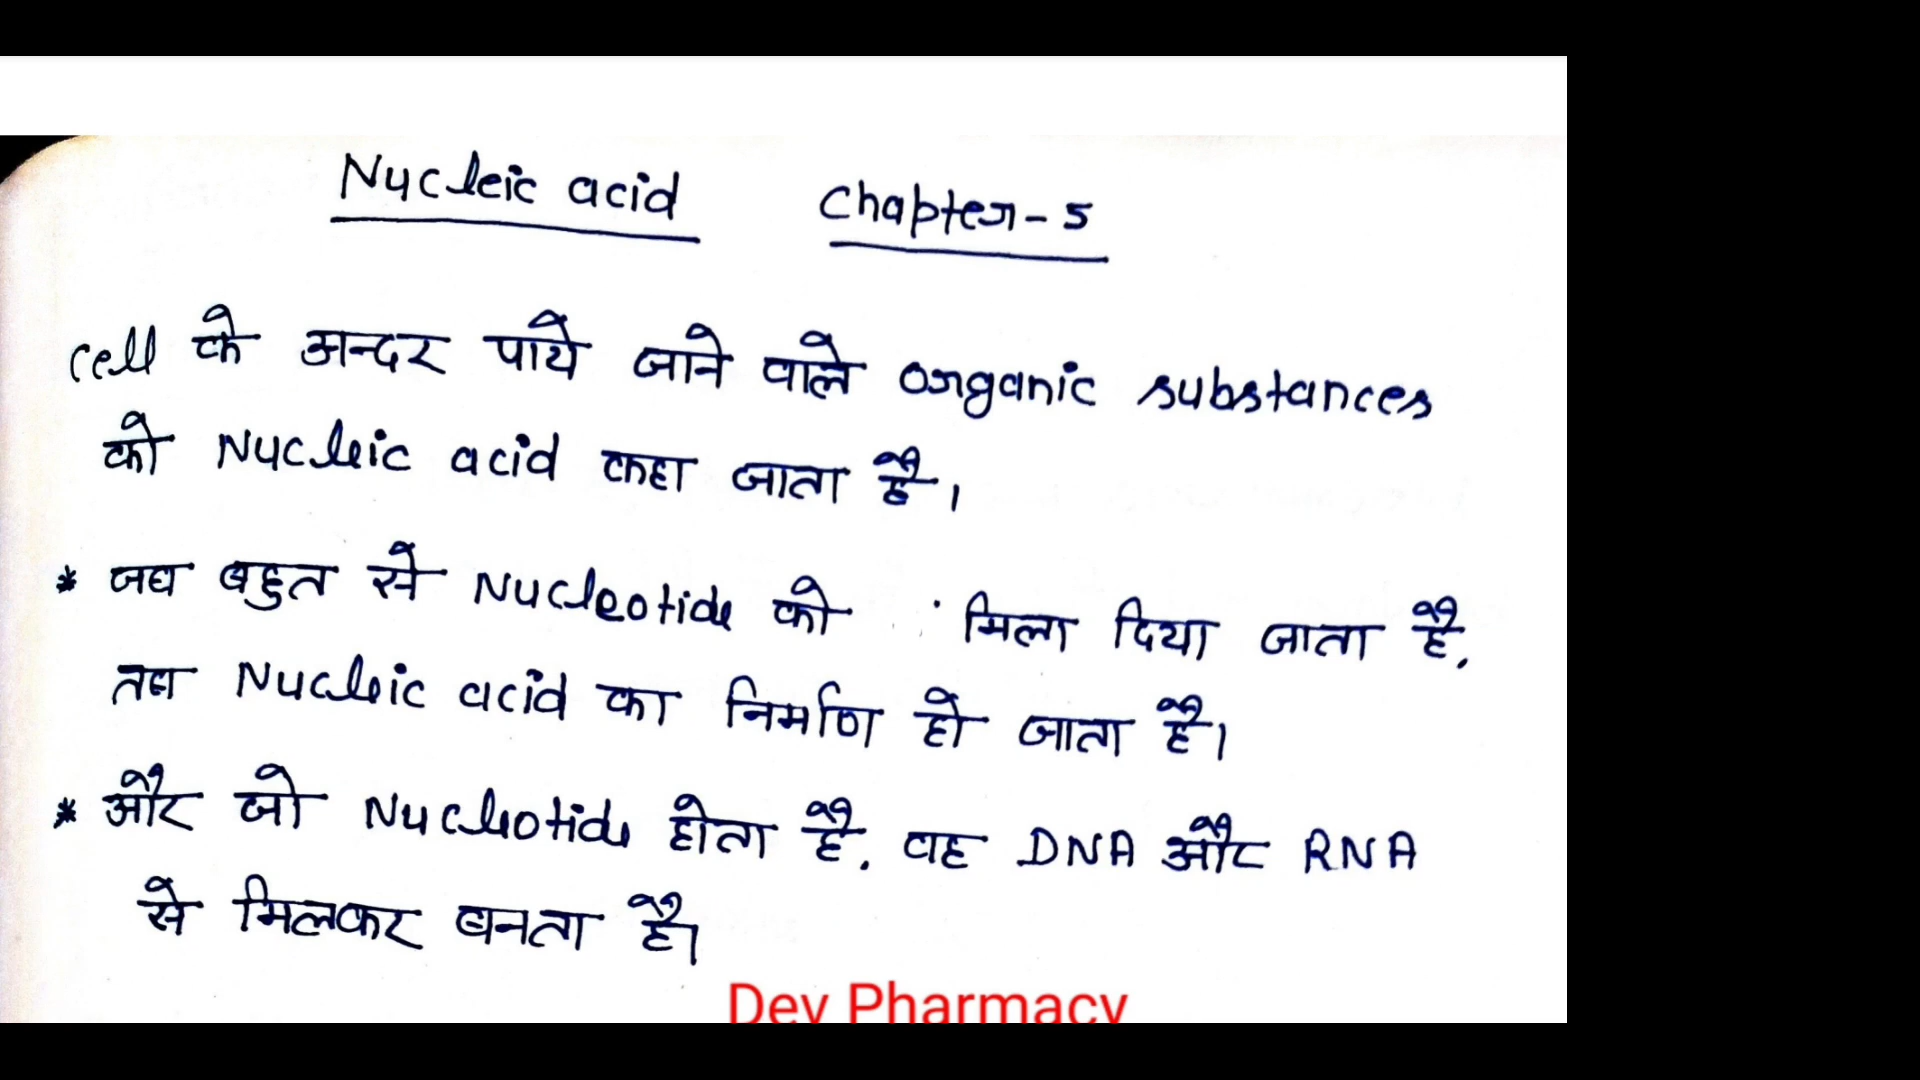 Nucleic acid Chapter-5
cell के अन्दर पाये जाने वाले organic substances
को Nucleic acid कहा जाता है।
* जब बहुत से Nucleotide को मिला दिया जाता है,
तब Nucleic acid का निर्माण हो जाता है।
* और जो Nucleotide होता है, वह DNA और RNA
से मिलकर बनता है।
Dev Pharmacy